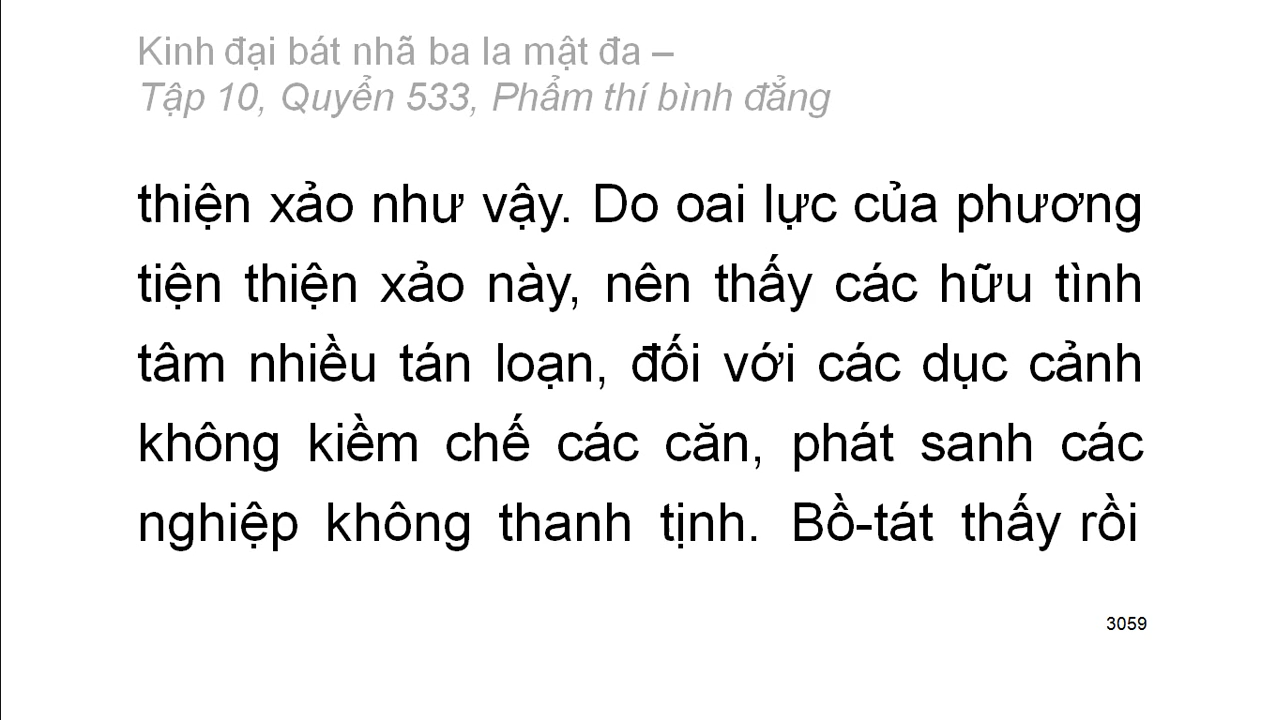 Kinh đại bát nhã ba la mật đa –
Tập 10, Quyển 533, Phẩm thí bình đẳng
thiện xảo như vậy. Do oai lực của phương
tiện thiện xảo này, nên thấy các hữu tình
tâm nhiều tán loạn, đối với các dục cảnh
không kiềm chế các căn, phát sanh các
nghiệp không thanh tịnh. Bồ-tát thấy rồi
3059